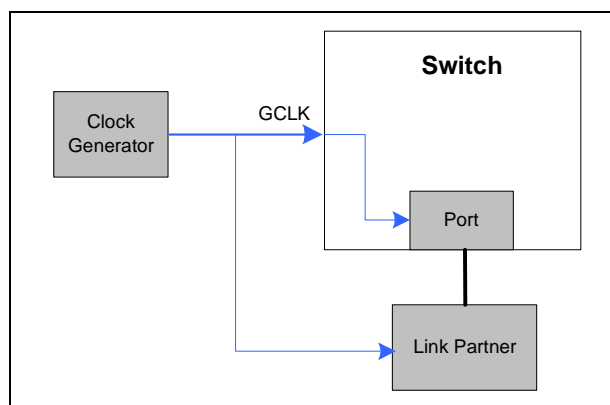 Switch
Clock
Generator
GCLK
Port
Link Partner